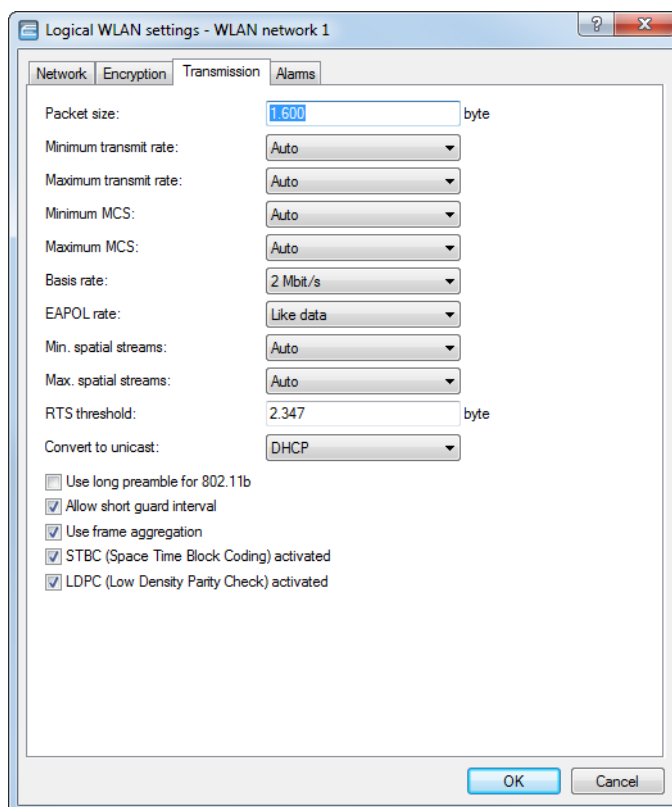 Logical WLAN settings - WLAN network 1
Network Encryption Transmission Alarms
Packet size: 1.600 byte
Minimum transmit rate: Auto
Maximum transmit rate: Auto
Minimum MCS: Auto
Maximum MCS: Auto
Basis rate: 2 Mbit/s
EAPOL rate: Like data
Min. spatial streams: Auto
Max. spatial streams: Auto
RTS threshold: 2.347 byte
Convert to unicast: DHCP
Use long preamble for 802.11b
Allow short guard interval
Use frame aggregation
STBC (Space Time Block Coding) activated
LDPC (Low Density Parity Check) activated
OK Cancel